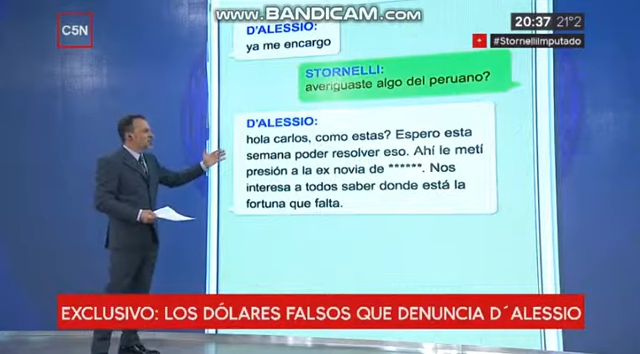 www.BANDICAM.com
C5N
20:37 21°2
#StornelliImputado
D'ALESSIO:
ya me encargo
STORNELLI:
averiguaste algo del peruano?
D'ALESSIO:
hola carlos, como estas? Espero esta
semana poder resolver eso. Ahí le metí
presión a la ex novia de ******. Nos
interesa a todos saber donde está la
fortuna que falta.
EXCLUSIVO: LOS DÓLARES FALSOS QUE DENUNCIA D´ALESSIO